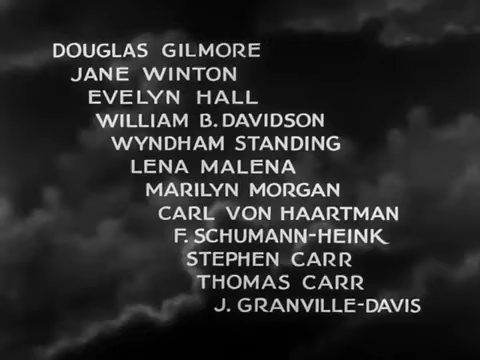 DOUGLAS GILMORE
JANE WINTON
EVELYN HALL
WILLIAM B. DAVIDSON
WYNDHAM STANDING
LENA MALENA
MARILYN MORGAN
CARL VON HAARTMAN
F. SCHUMANN-HEINK
STEPHEN CARR
THOMAS CARR
J. GRANVILLE-DAVIS